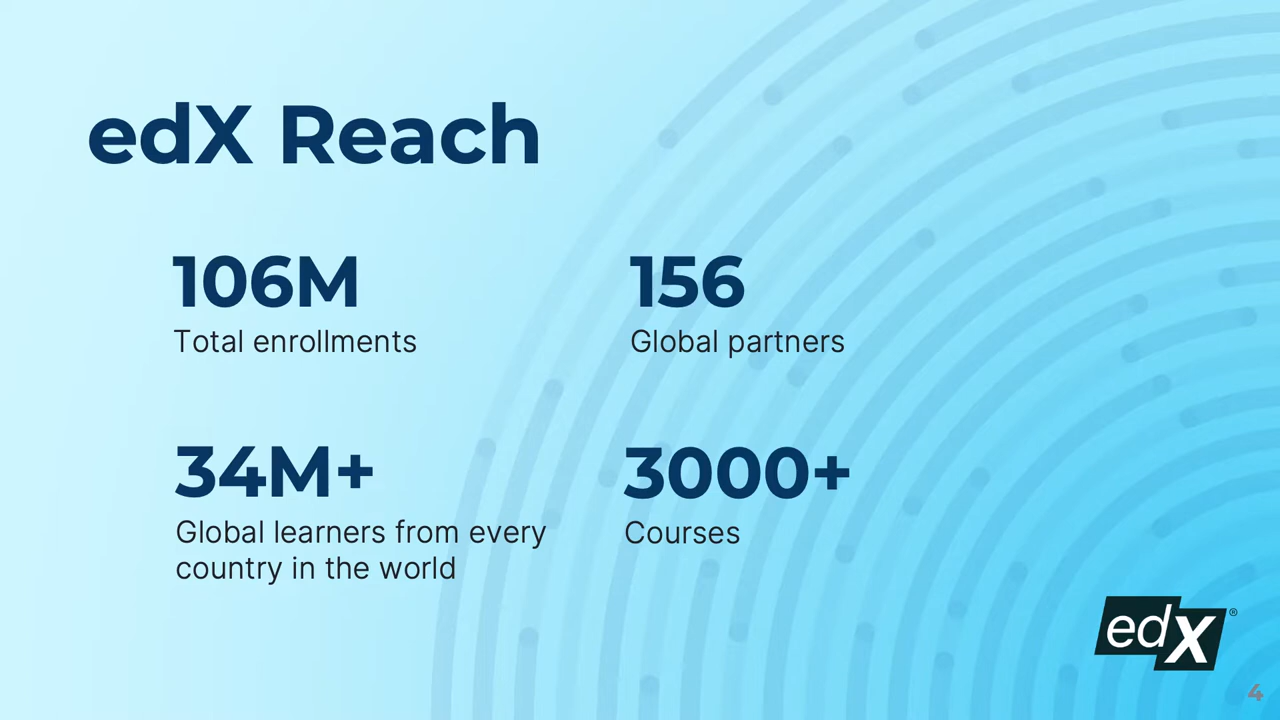 edX Reach
106M
Total enrollments
156
Global partners
34M+
Global learners from every
country in the world
3000+
Courses
edX®
4